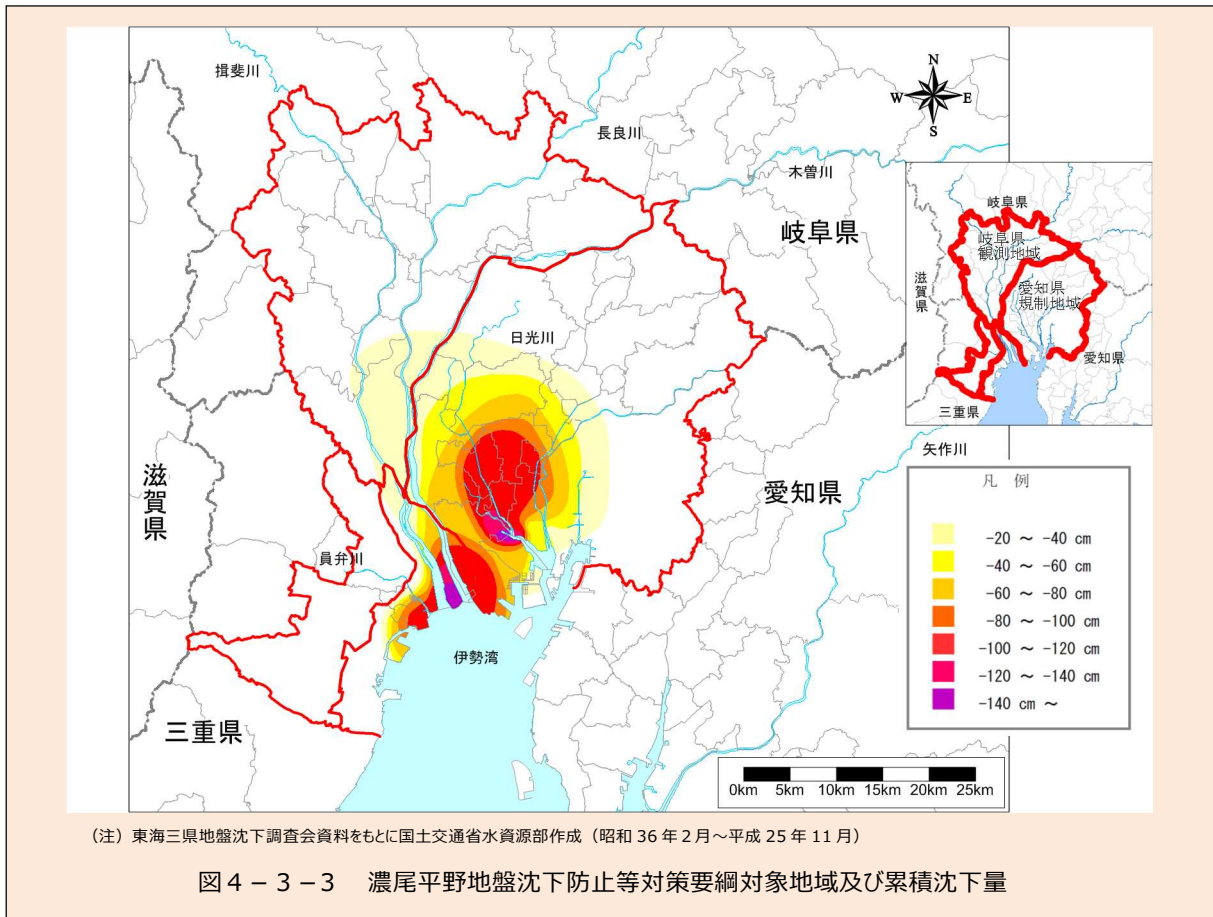 揖斐川
長良川
木曽川
N
W
E
S
岐阜県
岐阜県
岐阜県
観測地域
愛知県
規制地域
滋賀県
愛知県
三重県
日光川
矢作川
滋賀県
愛知県
員弁川
伊勢湾
三重県
凡 例
-20 ～ -40 cm
-40 ～ -60 cm
-60 ～ -80 cm
-80 ～ -100 cm
-100 ～ -120 cm
-120 ～ -140 cm
-140 cm ～
0km 5km 10km 15km 20km 25km
（注）東海三県地盤沈下調査会資料をもとに国土交通省水資源部作成（昭和 36 年２月～平成 25 年 11 月）
図４－３−３ 濃尾平野地盤沈下防止等対策要綱対象地域及び累積沈下量